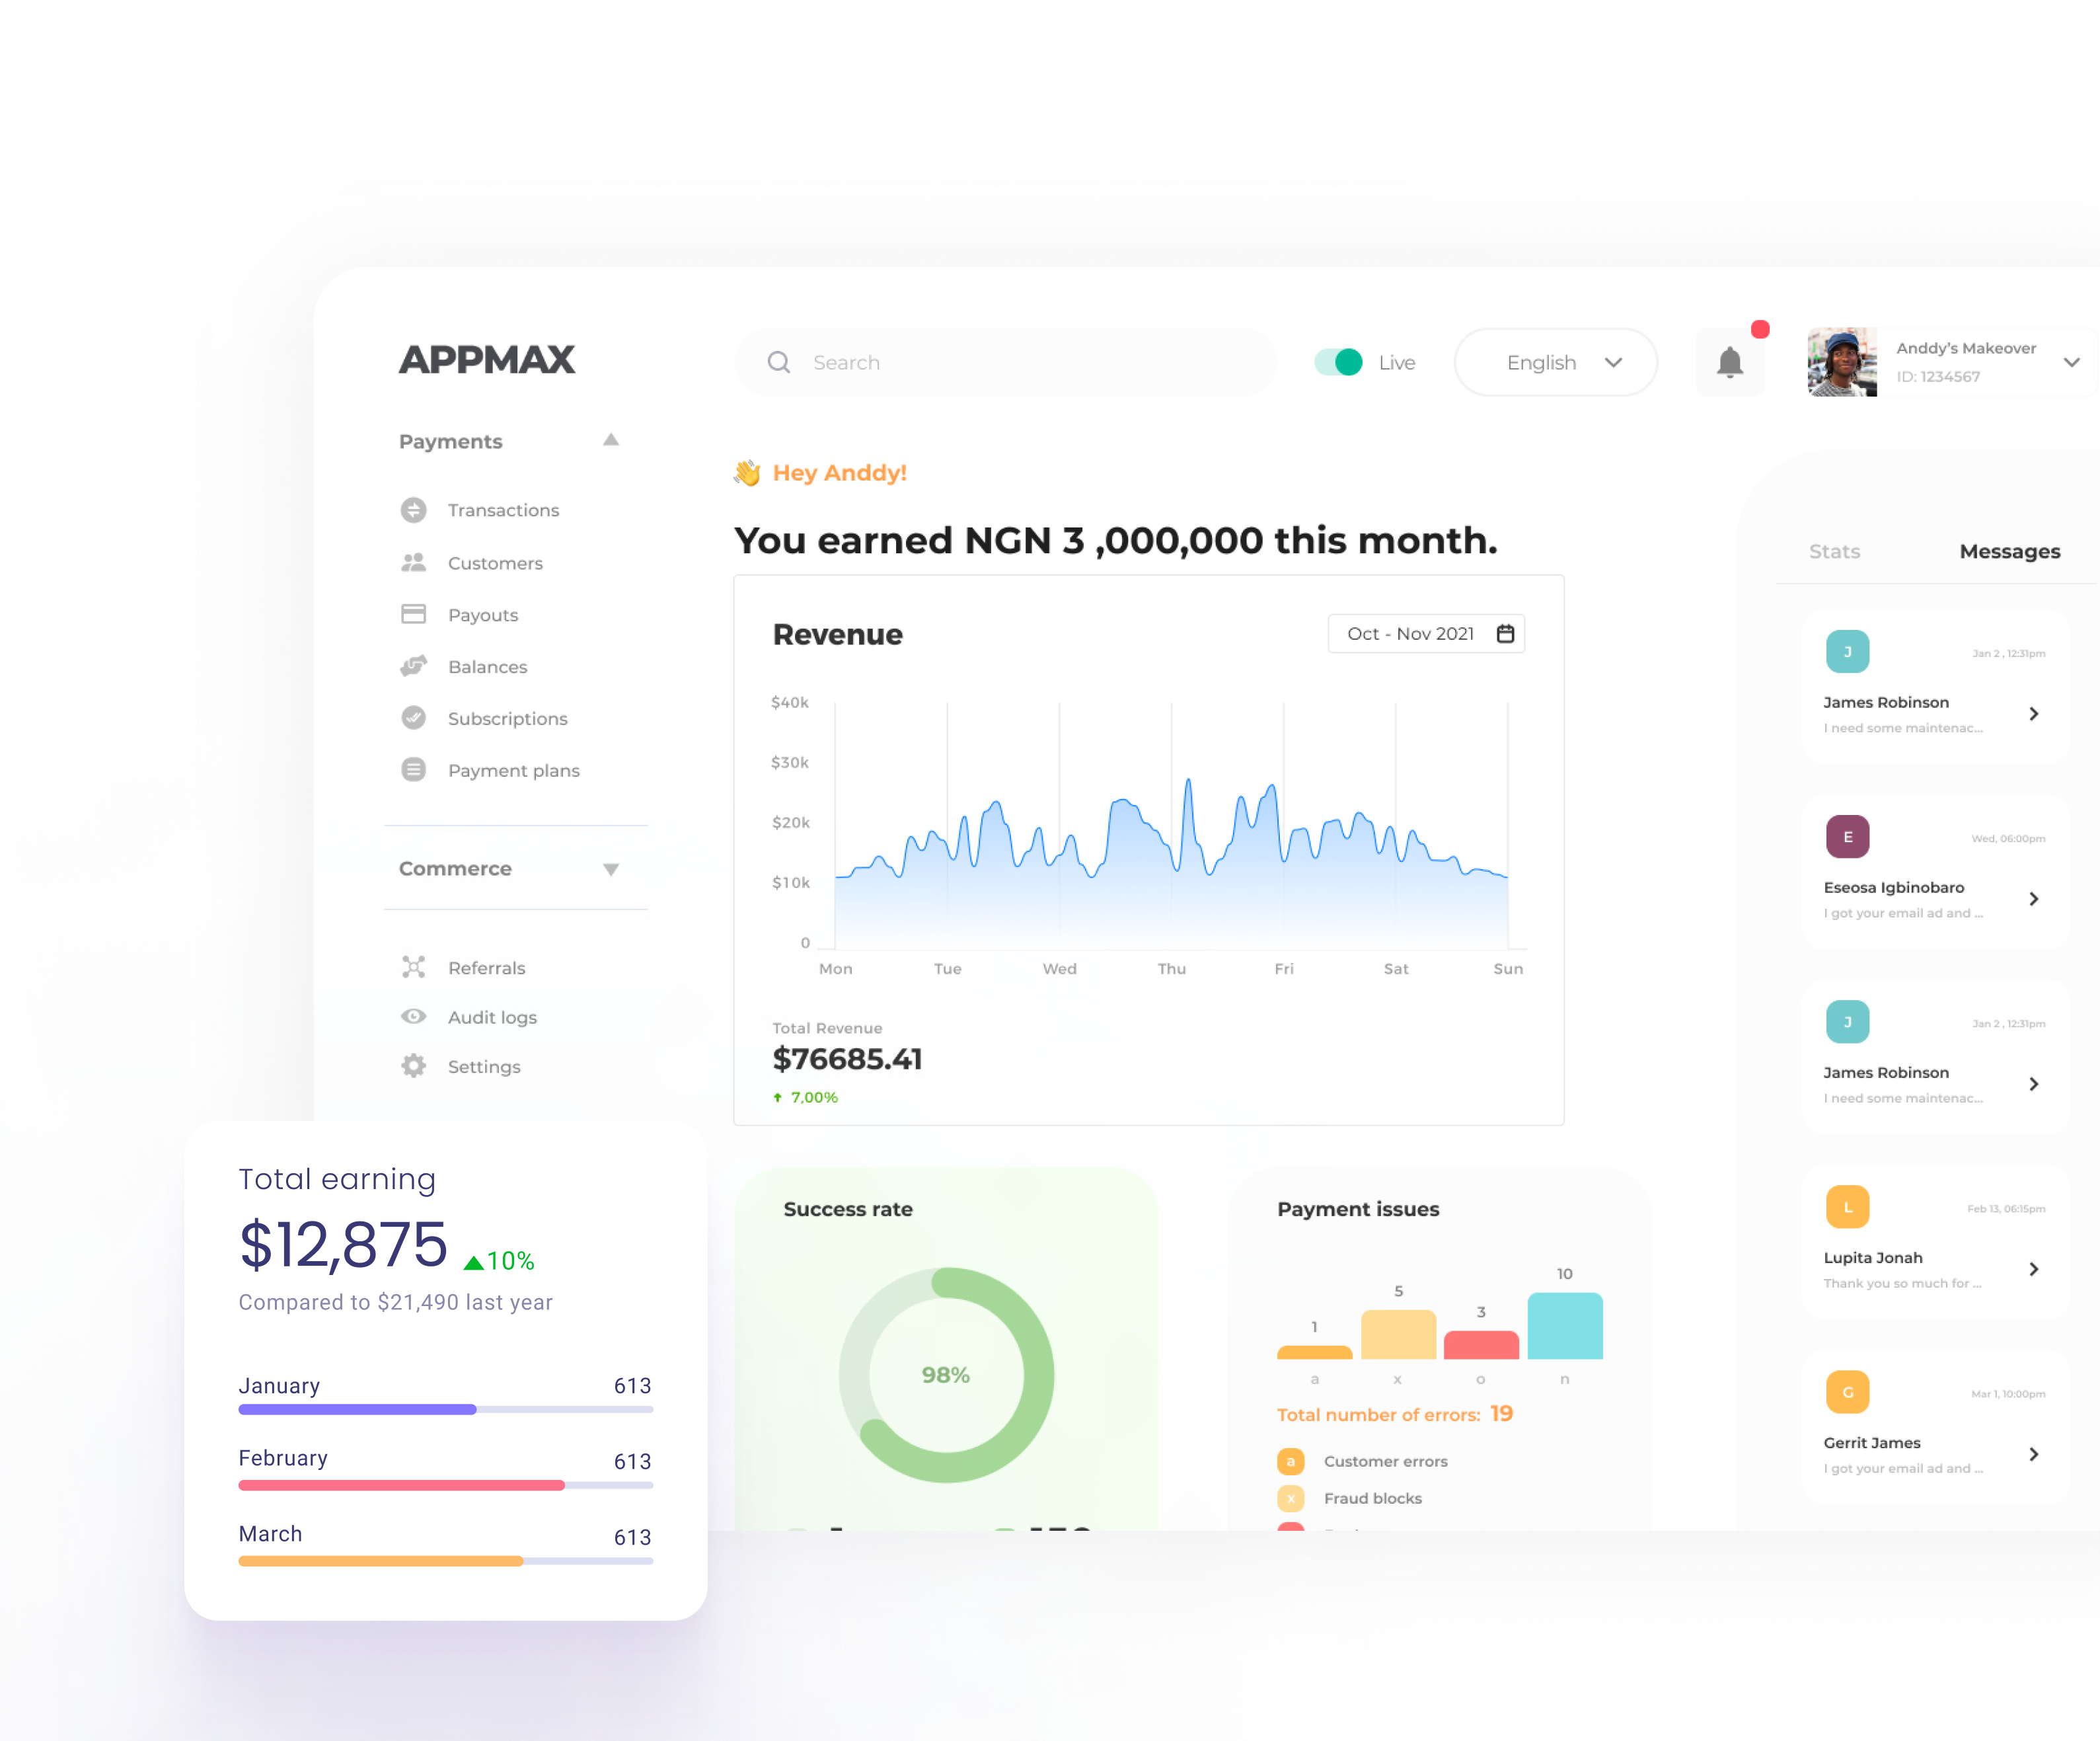 APPMAX
Search
Live
English
Anddy's Makeover
ID: 1234567
Payments
Transactions
Customers
Payouts
Balances
Subscriptions
Payment plans
Commerce
Referrals
Audit logs
Settings
👋 Hey Anddy!
You earned NGN 3 ,000,000 this month.
Revenue
Oct - Nov 2021
$40k
$30k
$20k
$10k
0
Mon Tue Wed Thu Fri Sat Sun
Total Revenue
$76685.41
7,00%
Stats Messages
J
Jan 2 , 12:31pm
James Robinson
I need some maintenac...
E
Wed, 06:00pm
Eseosa Igbinobaro
I got your email ad and ...
J
Jan 2 , 12:31pm
James Robinson
I need some maintenac...
L
Feb 13, 06:15pm
Lupita Jonah
Thank you so much for ...
G
Mar 1, 10:00pm
Gerrit James
I got your email ad and ...
Total earning
$12,875 10%
Compared to $21,490 last year
January 613
February 613
March 613
Success rate
98%
Payment issues
1 5 3 10
a x o n
Total number of errors: 19
a Customer errors
x Fraud blocks